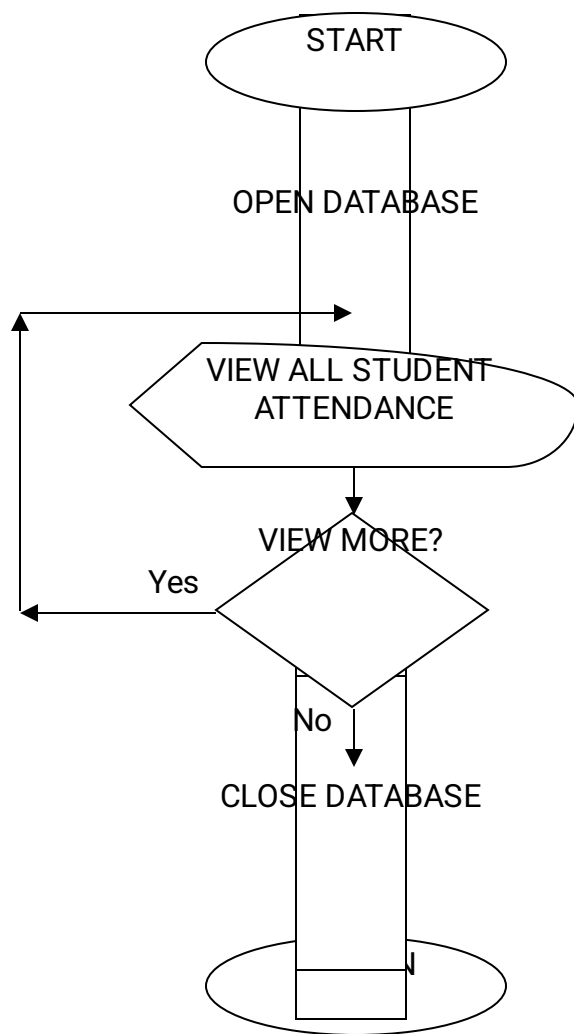 START
OPEN DATABASE
VIEW ALL STUDENT
ATTENDANCE
VIEW MORE?
Yes
No
CLOSE DATABASE